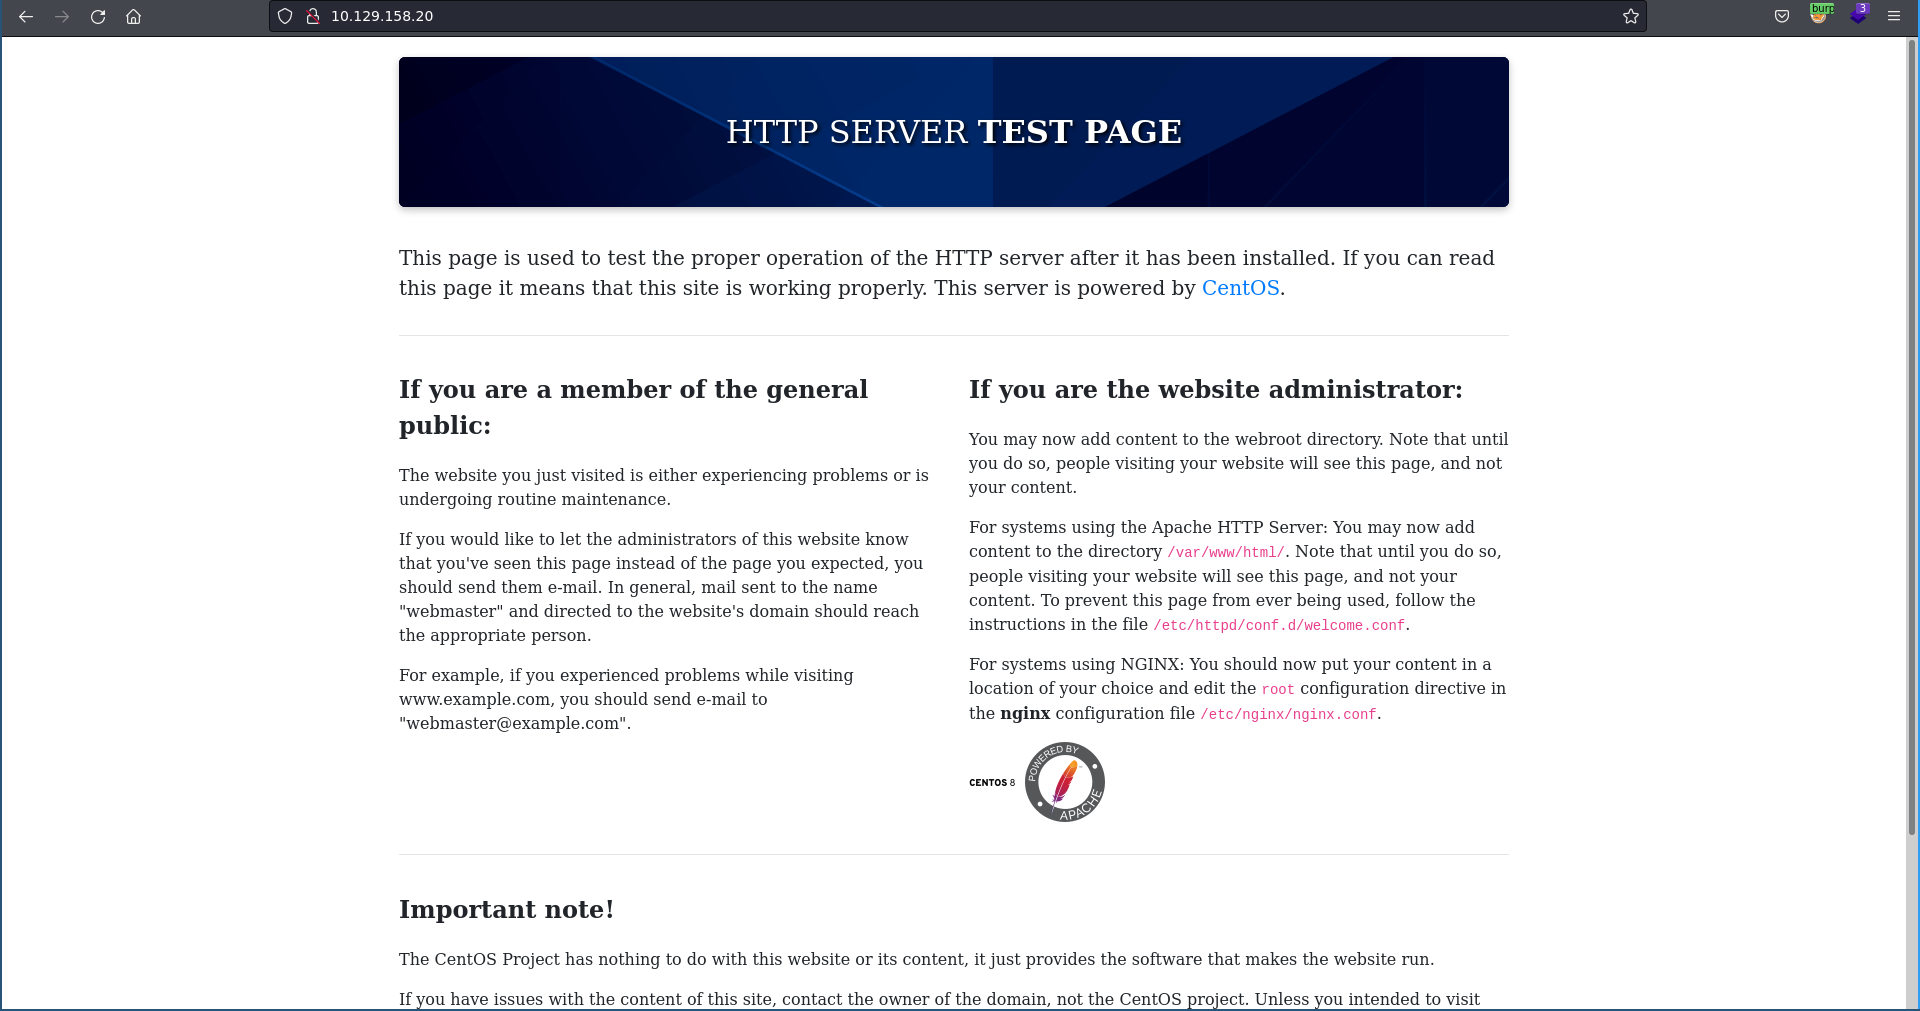 10.129.158.20
burp
3
HTTP SERVER TEST PAGE
This page is used to test the proper operation of the HTTP server after it has been installed. If you can read
this page it means that this site is working properly. This server is powered by CentOS.
If you are a member of the general
public:
The website you just visited is either experiencing problems or is
undergoing routine maintenance.
If you would like to let the administrators of this website know
that you've seen this page instead of the page you expected, you
should send them e-mail. In general, mail sent to the name
"webmaster" and directed to the website's domain should reach
the appropriate person.
For example, if you experienced problems while visiting
www.example.com, you should send e-mail to
"webmaster@example.com".
If you are the website administrator:
You may now add content to the webroot directory. Note that until
you do so, people visiting your website will see this page, and not
your content.
For systems using the Apache HTTP Server: You may now add
content to the directory /var/www/html/. Note that until you do so,
people visiting your website will see this page, and not your
content. To prevent this page from ever being used, follow the
instructions in the file /etc/httpd/conf.d/welcome.conf.
For systems using NGINX: You should now put your content in a
location of your choice and edit the root configuration directive in
the nginx configuration file /etc/nginx/nginx.conf.
CENTOS 8
POWERED BY
APACHE
Important note!
The CentOS Project has nothing to do with this website or its content, it just provides the software that makes the website run.
If you have issues with the content of this site, contact the owner of the domain, not the CentOS project. Unless you intended to visit